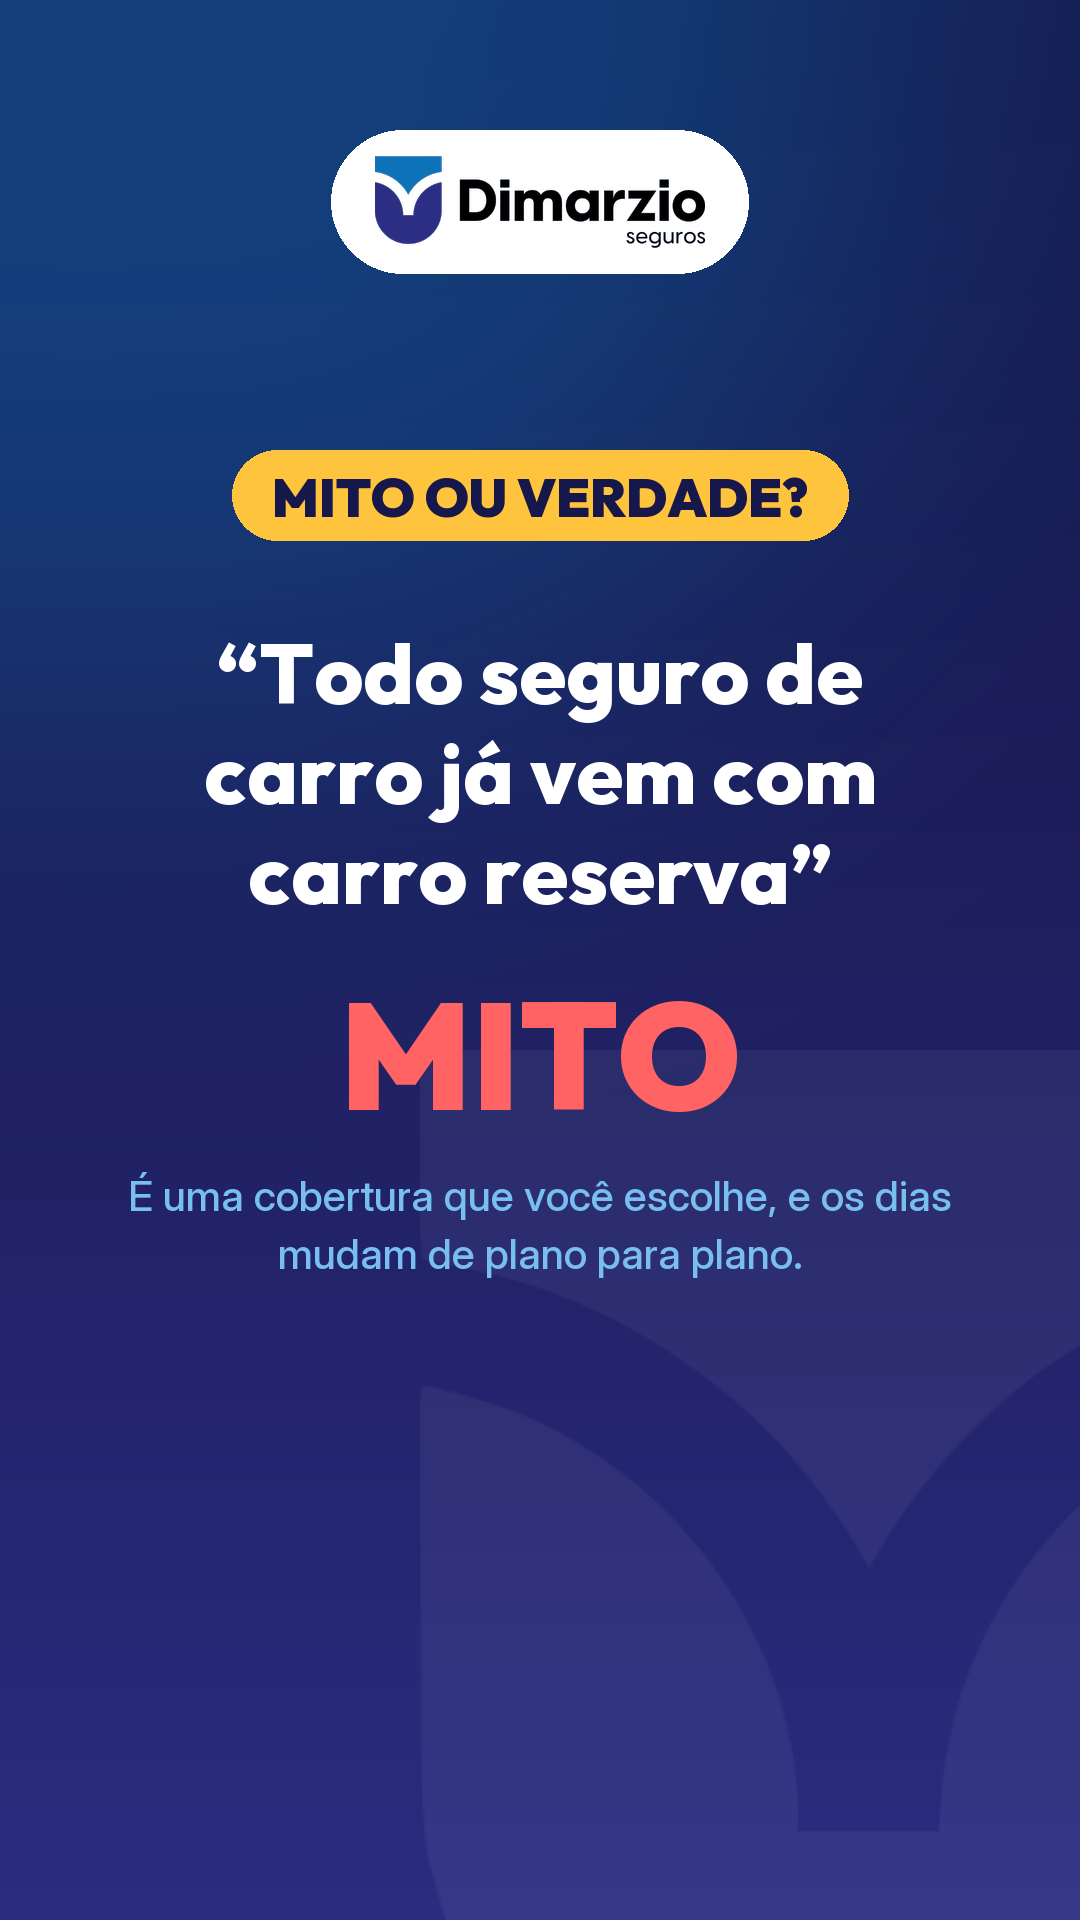 Dimarzio
seguros
MITO OU VERDADE?
“Todo seguro de
carro já vem com
carro reserva”
MITO
É uma cobertura que você escolhe, e os dias
mudam de plano para plano.